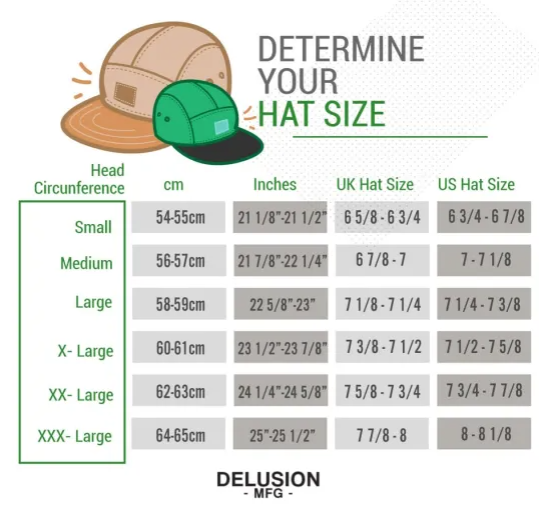 DETERMINE
YOUR
HAT SIZE
Head
Circunference cm Inches UK Hat Size US Hat Size
Small 54-55cm 21 1/8"-21 1/2" 6 5/8 - 6 3/4 6 3/4 - 6 7/8
Medium 56-57cm 21 7/8"-22 1/4" 6 7/8 - 7 7 - 7 1/8
Large 58-59cm 22 5/8"-23" 7 1/8 - 7 1/4 7 1/4 - 7 3/8
X- Large 60-61cm 23 1/2"-23 7/8" 7 3/8 - 7 1/2 7 1/2 - 7 5/8
XX- Large 62-63cm 24 1/4"-24 5/8" 7 5/8 - 7 3/4 7 3/4 - 7 7/8
XXX- Large 64-65cm 25"-25 1/2" 7 7/8 - 8 8 - 8 1/8
DELUSION
- MFG -